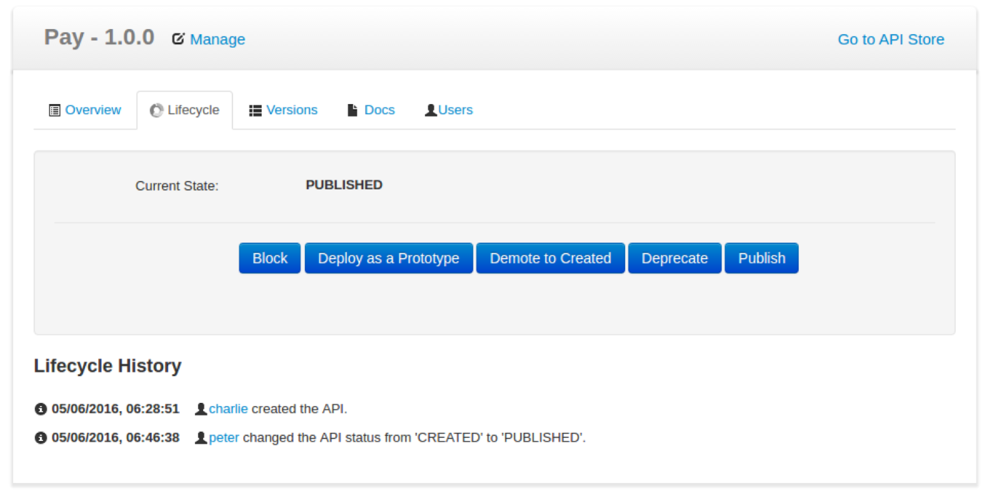 Pay - 1.0.0 Manage Go to API Store
Overview Lifecycle Versions Docs Users
Current State: PUBLISHED
Block Deploy as a Prototype Demote to Created Deprecate Publish
Lifecycle History
05/06/2016, 06:28:51 charlie created the API.
05/06/2016, 06:46:38 peter changed the API status from 'CREATED' to 'PUBLISHED'.